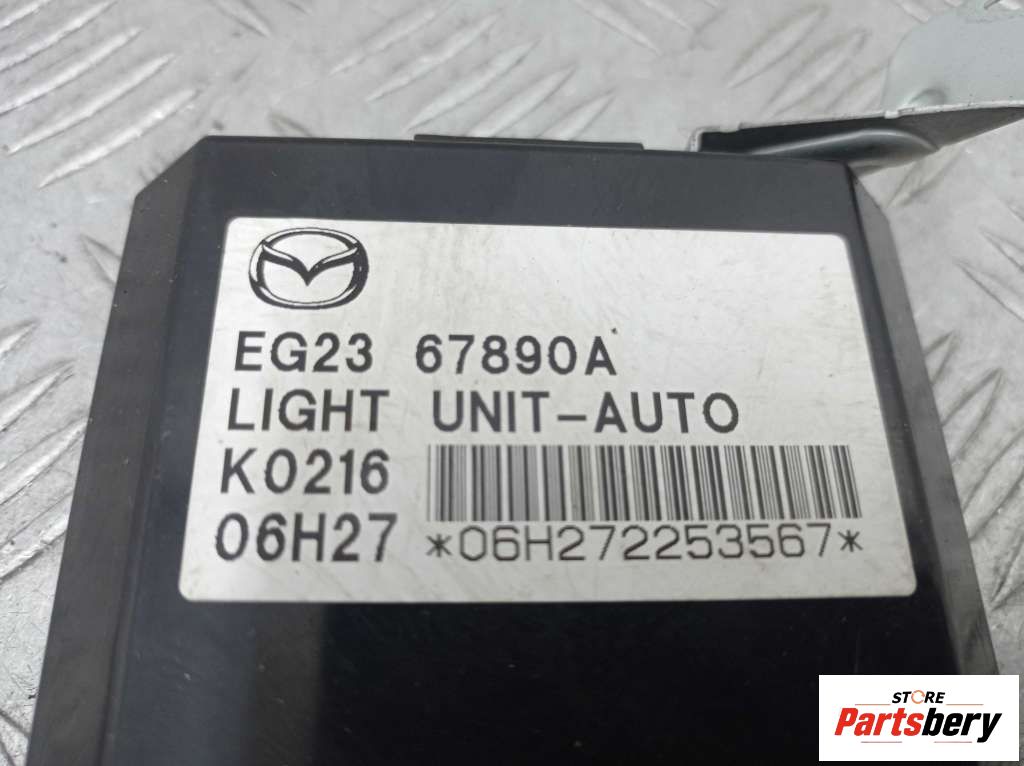 EG23 67890A
LIGHT UNIT-AUTO
K0216
06H27 *06H272253567*
STORE
Partsbery